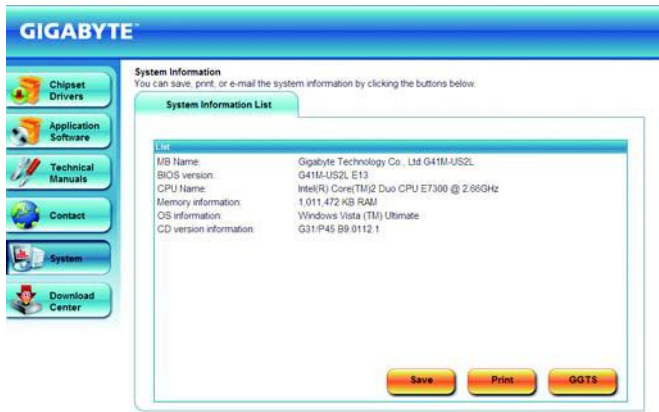 GIGABYTE™
System Information
You can save, print, or e-mail the system information by clicking the buttons below.
System Information List
Chipset
Drivers
Application
Software
Technical
Manuals
Contact
System
Download
Center
List
MB Name: Gigabyte Technology Co., Ltd.G41M-US2L
BIOS version: G41M-US2L E13
CPU Name: Intel(R) Core(TM)2 Duo CPU E7300 @ 2.66GHz
Memory information: 1,011,472 KB RAM
OS information: Windows Vista (TM) Ultimate
CD version information: G31/P45 B9.0112.1
Save
Print
GGTS